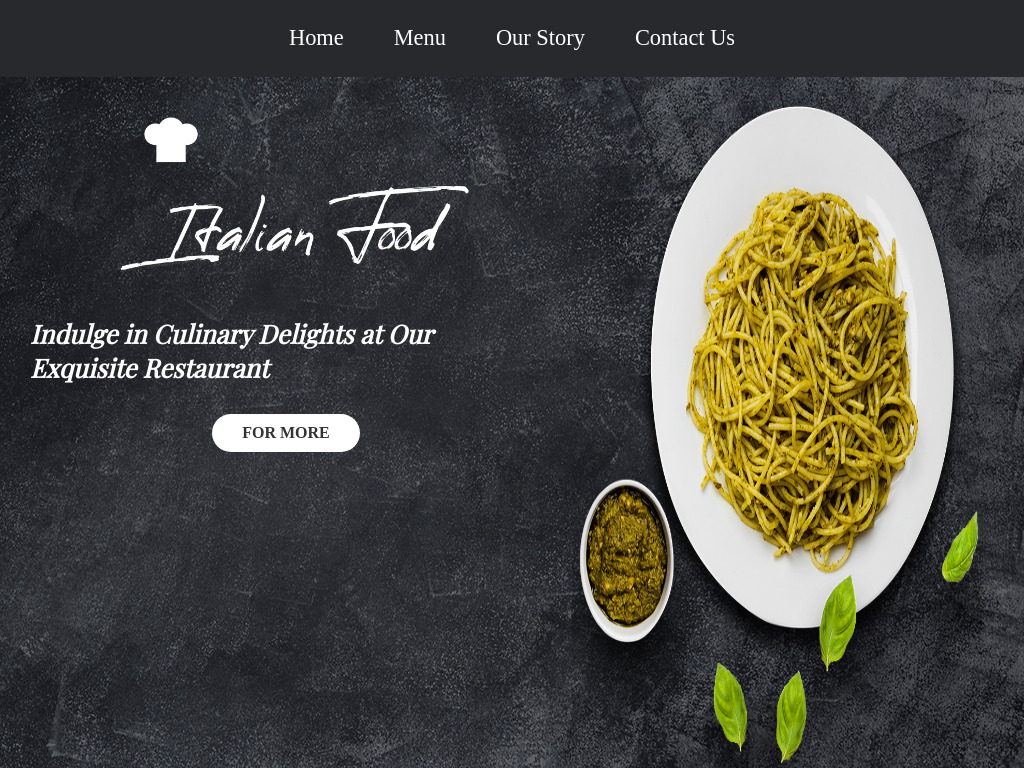 Home Menu Our Story Contact Us
Italian Food
Indulge in Culinary Delights at Our
Exquisite Restaurant
FOR MORE